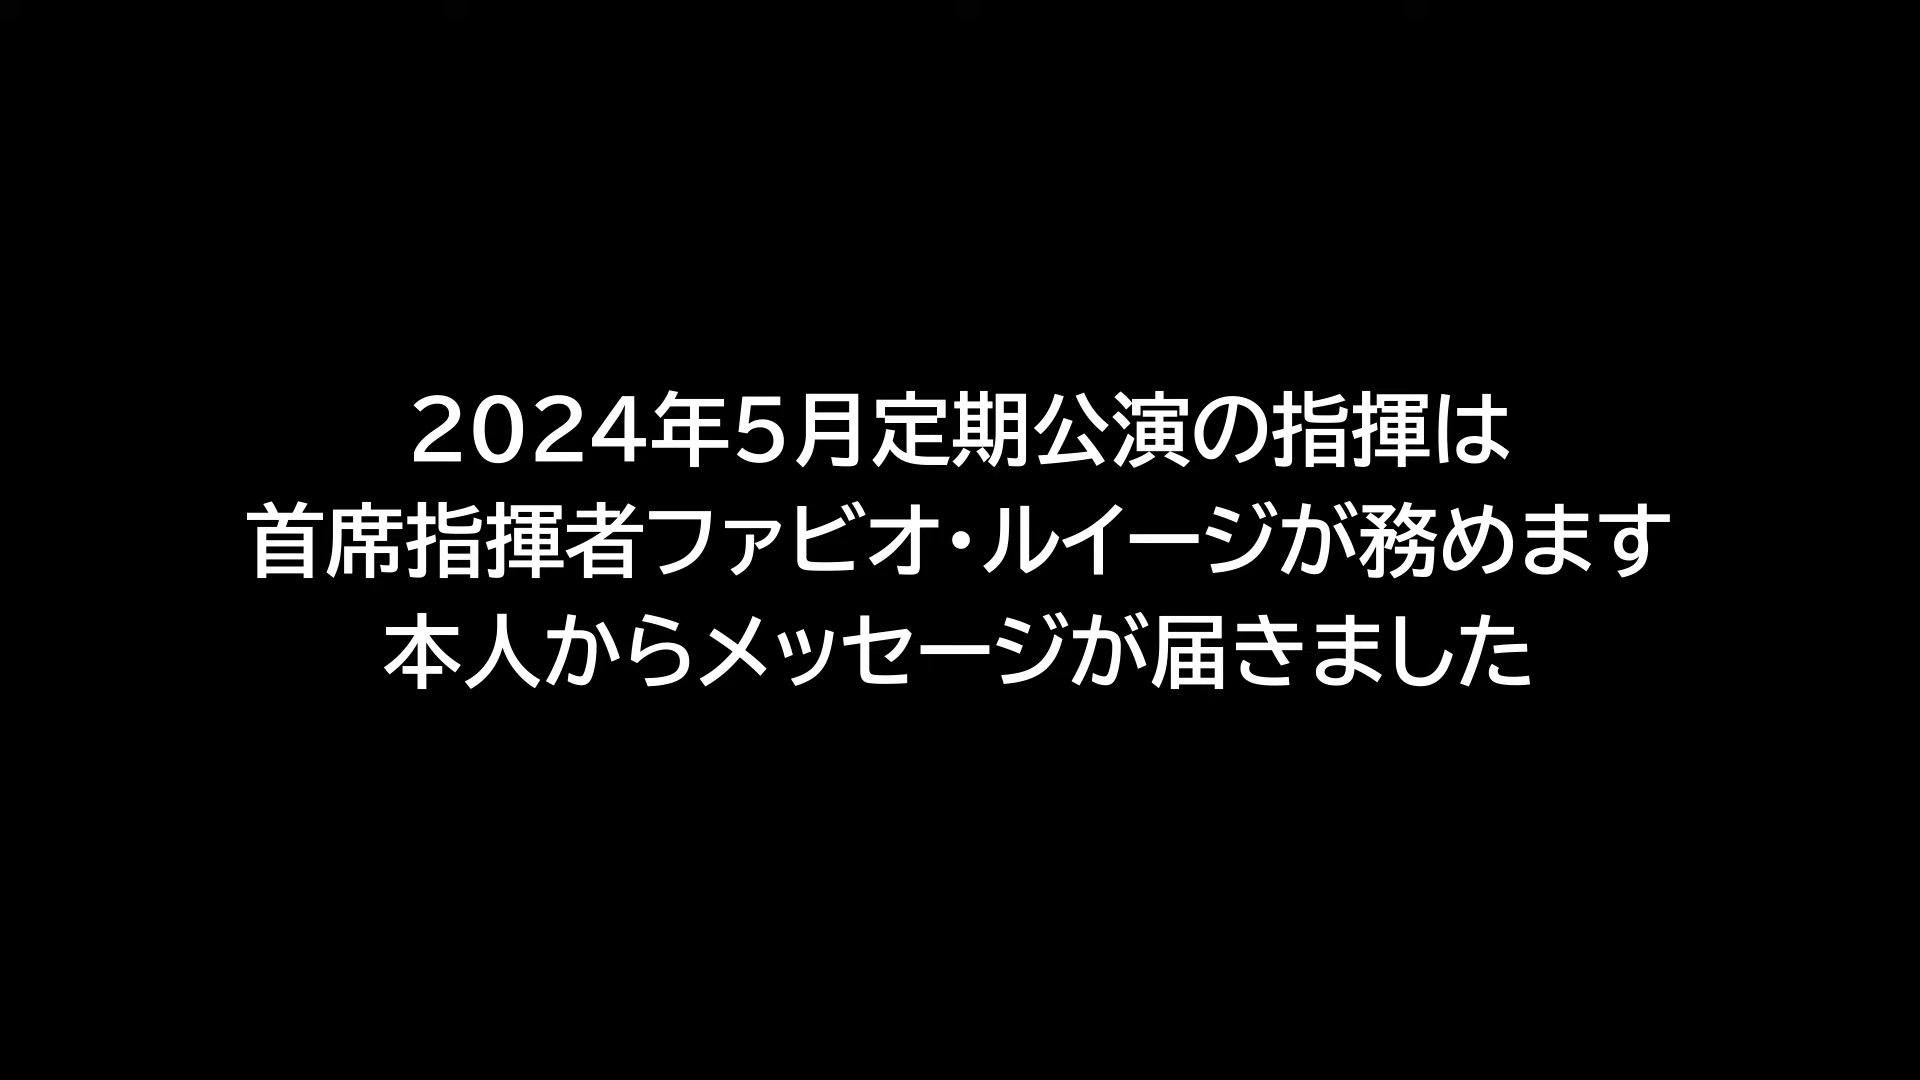 2024年5月定期公演の指揮は
首席指揮者ファビオ・ルイージが務めます
本人からメッセージが届きました